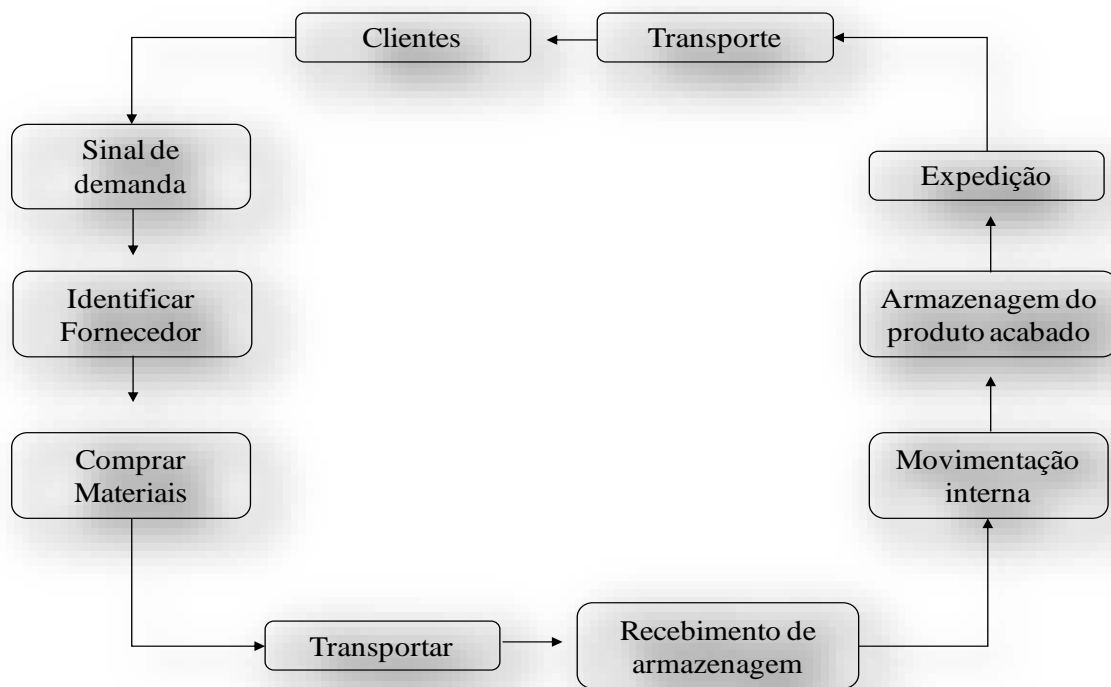 Clientes
Transporte
Sinal de
demanda
Expedição
Identificar
Fornecedor
Armazenagem do
produto acabado
Comprar
Materiais
Movimentação
interna
Transportar
Recebimento de
armazenagem